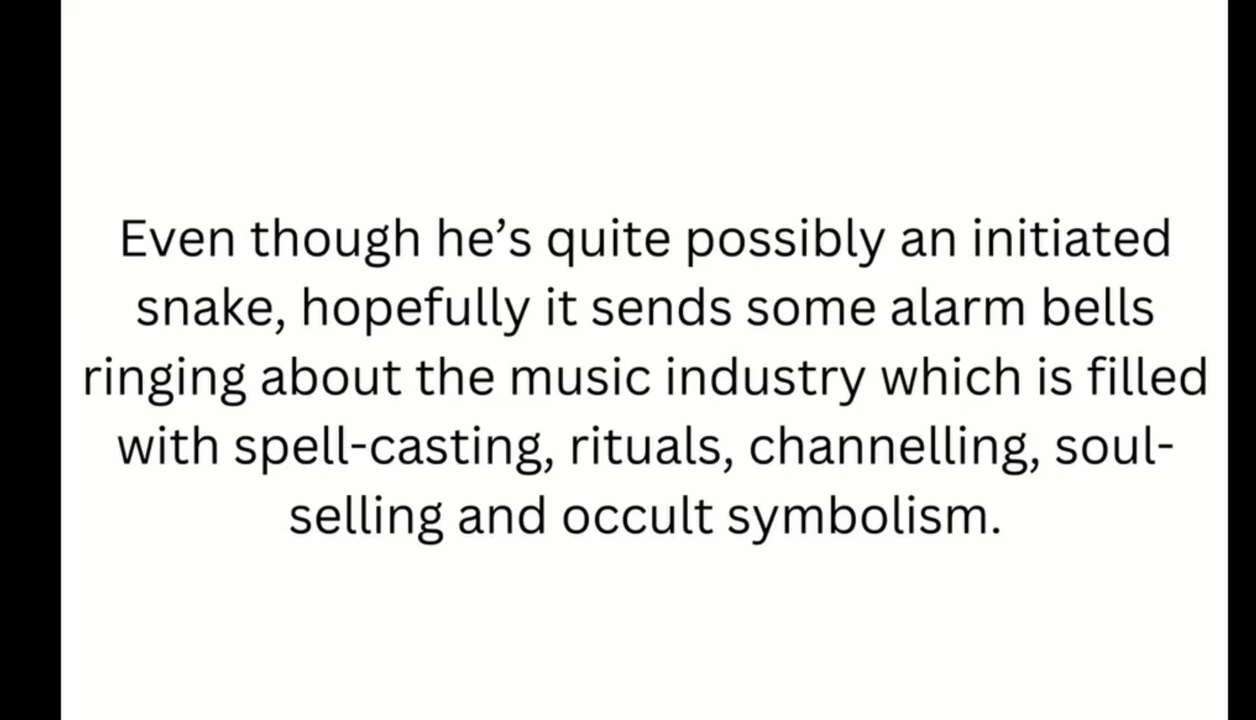 Even though he’s quite possibly an initiated
snake, hopefully it sends some alarm bells
ringing about the music industry which is filled
with spell-casting, rituals, channelling, soul-
selling and occult symbolism.